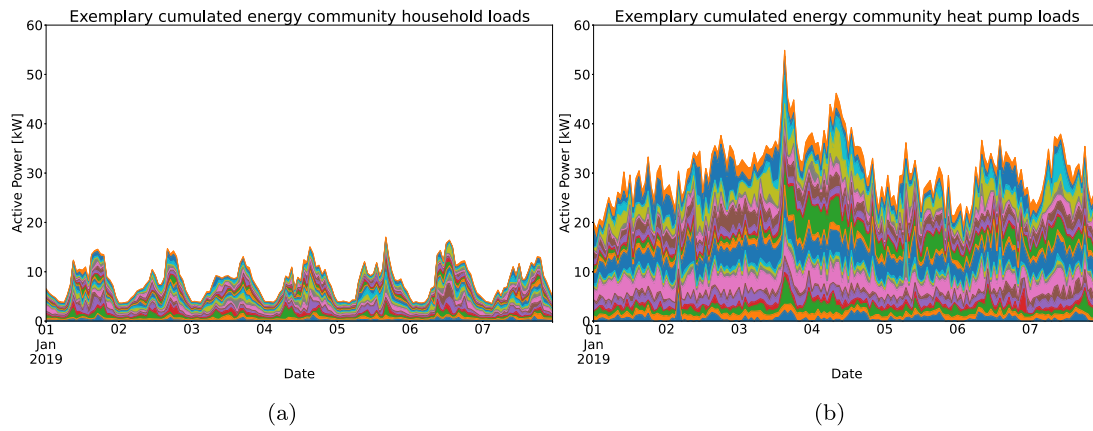 Exemplary cumulated energy community household loads
60
50
40
30
20
10
0
Active Power [kW]
01 02 03 04 05 06 07
Jan
2019
Date
(a)
Exemplary cumulated energy community heat pump loads
60
50
40
30
20
10
0
Active Power [kW]
01 02 03 04 05 06 07
Jan
2019
Date
(b)